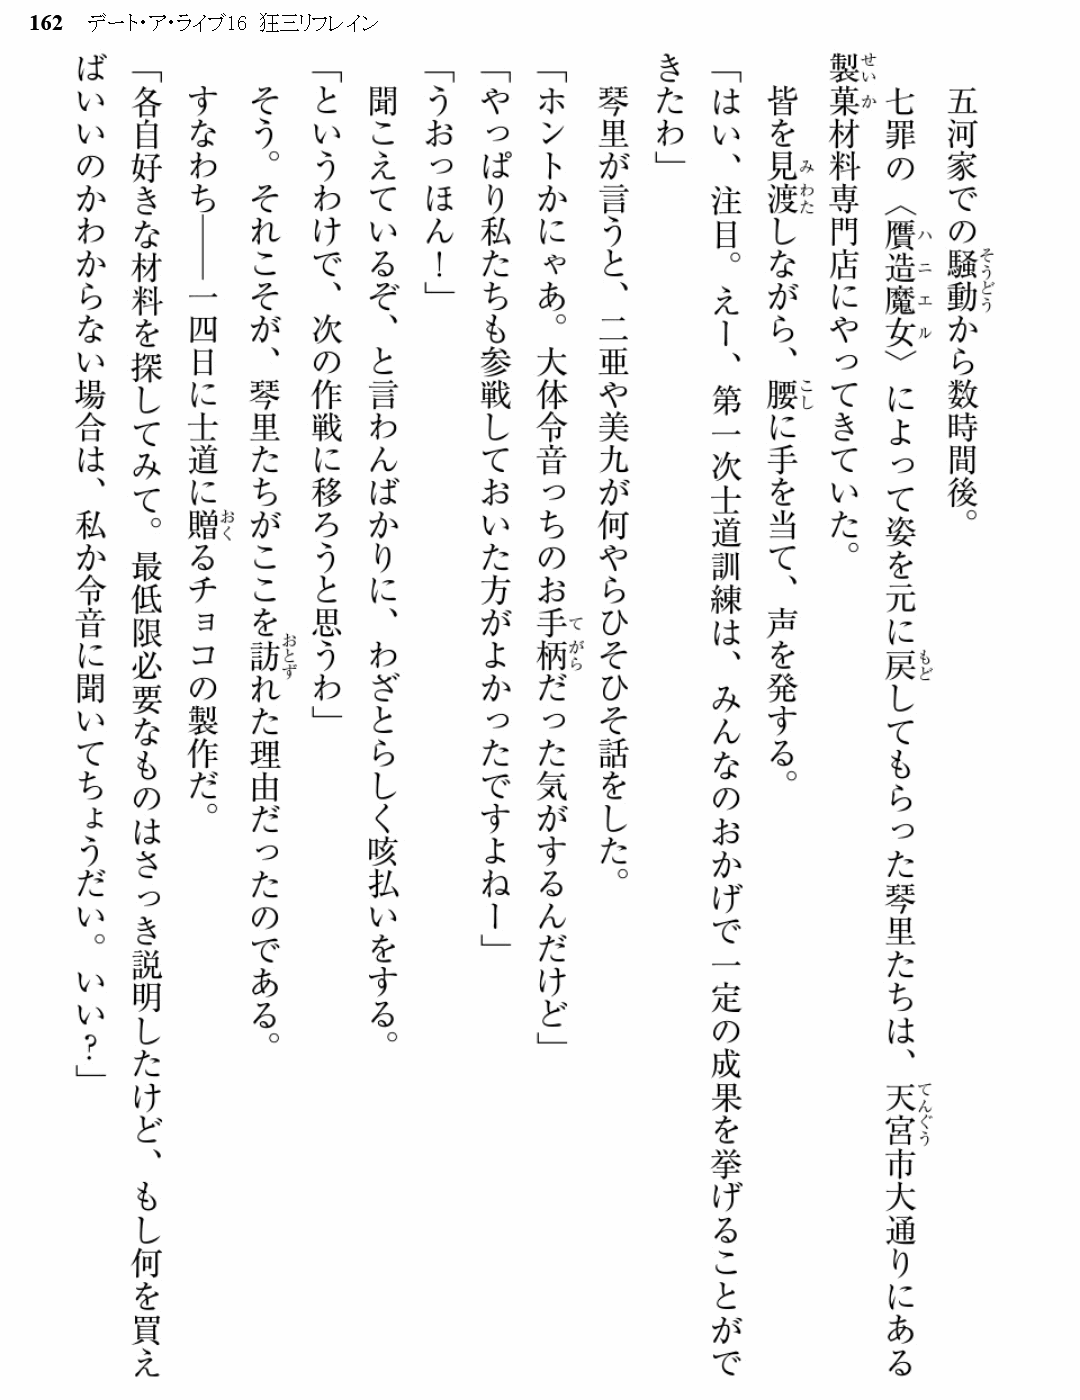 162 デート・ア・ライブ16 狂三リフレイン
五河家での騒動から数時間後。
七罪の〈贋造魔女〉によって姿を元に戻してもらった琴里たちは、天宮市大通りにある
製菓材料専門店にやってきていた。
皆を見渡しながら、腰に手を当て、声を発する。
「はい、注目。えー、第一次士道訓練は、みんなのおかげで一定の成果を挙げることがで
きたわ」
琴里が言うと、二亜や美九が何やらひそひそ話をした。
「ホントかにゃあ。大体令音っちのお手柄だった気がするんだけど」
「やっぱり私たちも参戦しておいた方がよかったですよねー」
「うおっほん!」
聞こえているぞ、と言わんばかりに、わざとらしく咳払いをする。
「というわけで、次の作戦に移ろうと思うわ」
そう。それこそが、琴里たちがここを訪れた理由だったのである。
すなわち――一四日に士道に贈るチョコの製作だ。
「各自好きな材料を探してみて。最低限必要なものはさっき説明したけど、もし何を買え
ばいいのかわからない場合は、私か令音に聞いてちょうだい。いい?」